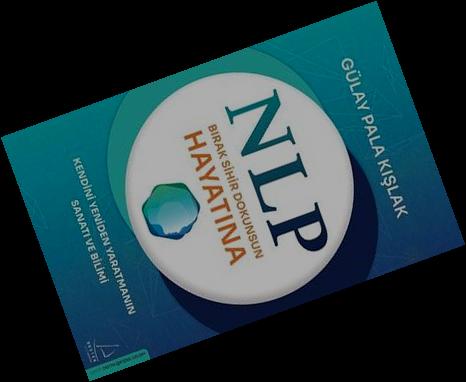 GÜLAY PALA KIŞLAK
NLP
BIRAK SİHİR DOKUNSUN
HAYATINA
KENDİNİ YENİDEN YARATMANIN
SANATI VE BİLİMİ